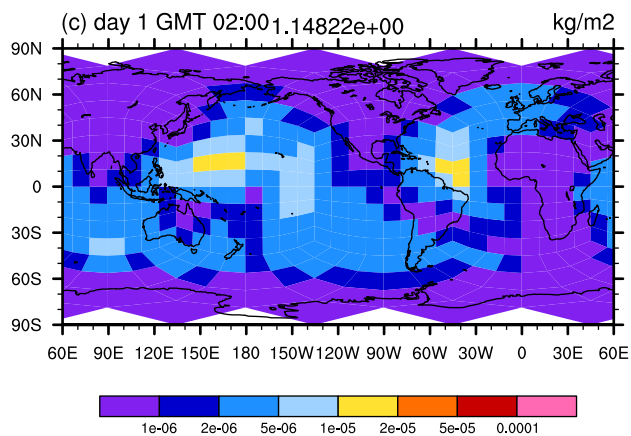 (c) day 1 GMT 02:00 1.14822e+00 kg/m2
90N
60N
30N
0
30S
60S
90S
60E 90E 120E 150E 180 150W 120W 90W 60W 30W 0 30E 60E
1e-06 2e-06 5e-06 1e-05 2e-05 5e-05 0.0001